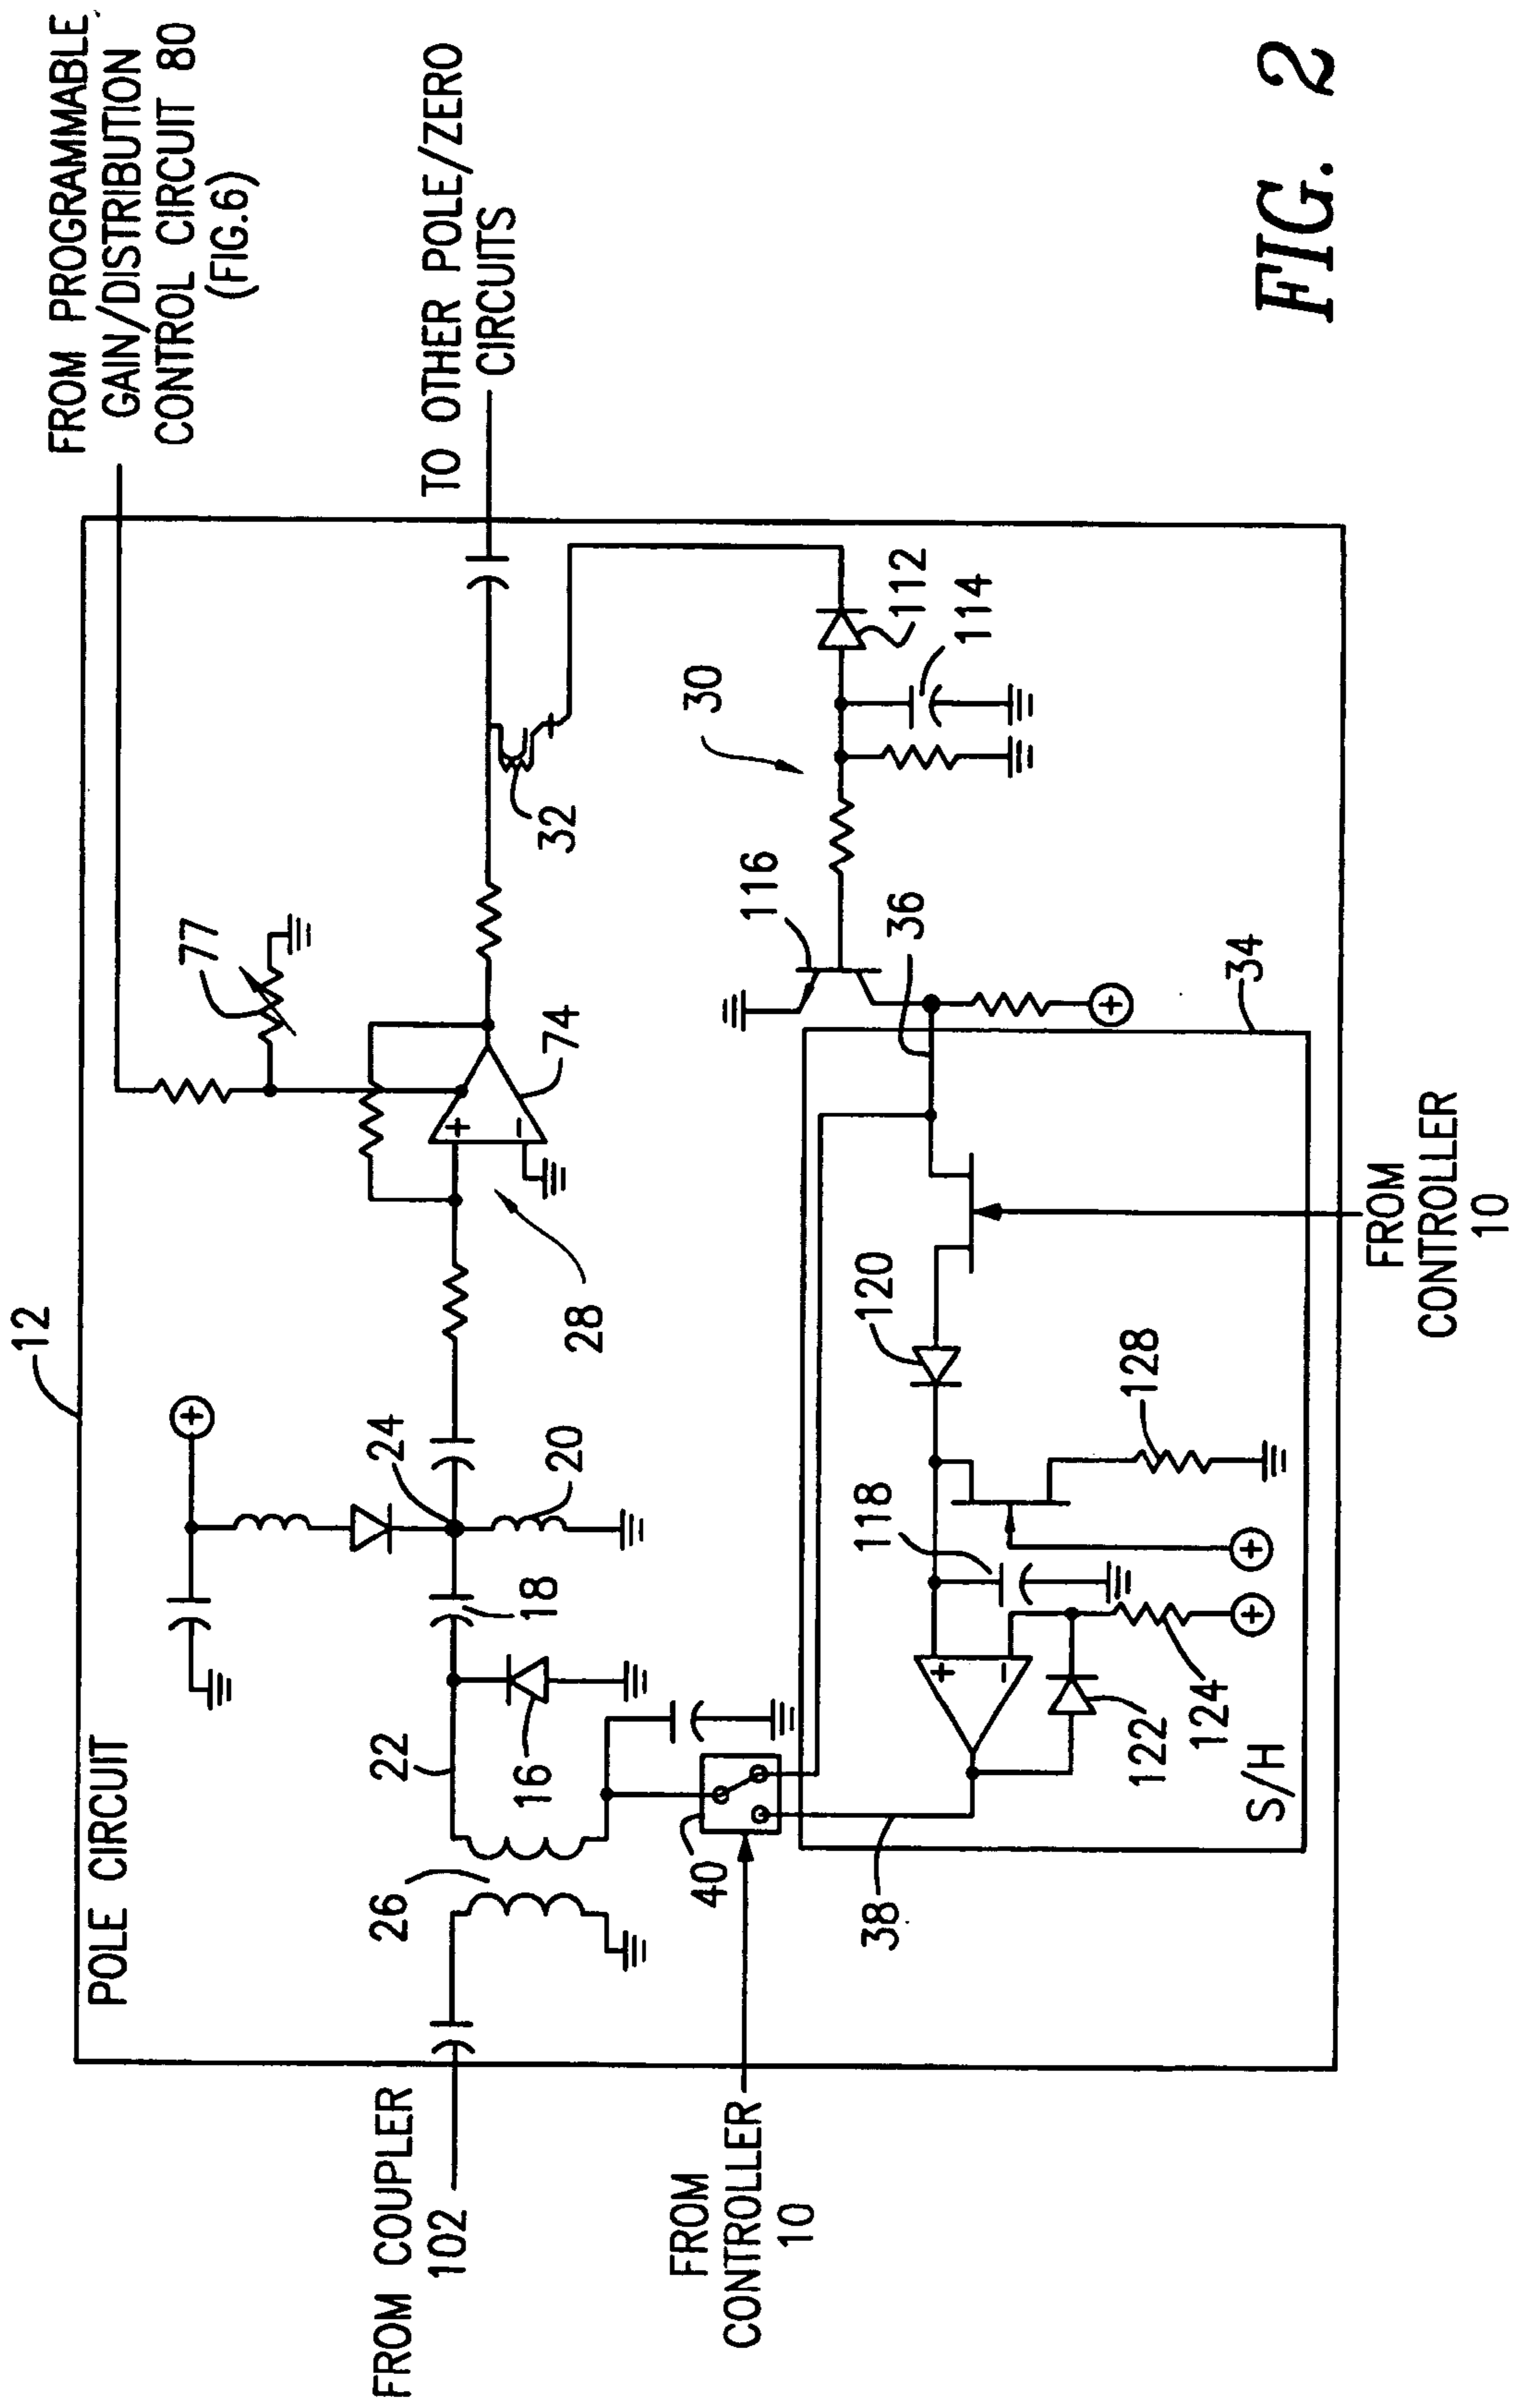 FROM PROGRAMMABLE
GAIN/DISTRIBUTION
CONTROL CIRCUIT 80
(FIG.6)
12
POLE CIRCUIT
TO OTHER POLE/ZERO
CIRCUITS
77
+
24
22
26
18
20
16
28
+
−
74
32
+
FROM COUPLER
102
30
112
114
116
36
34
40
38
FROM
CONTROLLER
10
120
118
128
+
−
122
124
+
+
+
S/H
FROM
CONTROLLER
10
FIG. 2